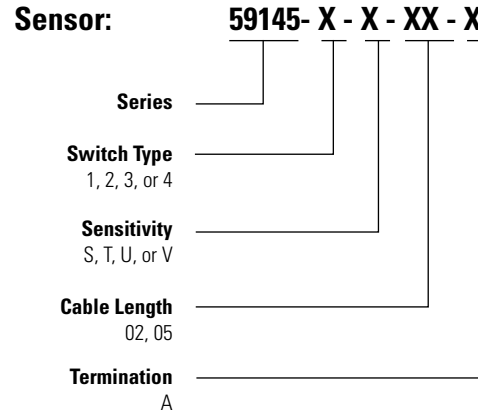 Sensor: 59145- X - X - XX - X
Series
Switch Type
1, 2, 3, or 4
Sensitivity
S, T, U, or V
Cable Length
02, 05
Termination
A